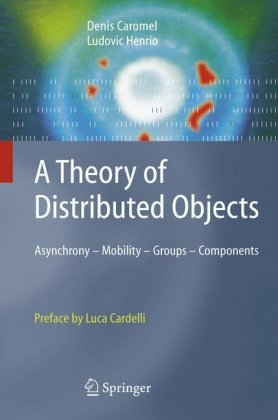 Denis Caromel
Ludovic Henrio
A Theory of
Distributed Objects
Asynchrony – Mobility – Groups – Components
Preface by Luca Cardelli
Springer